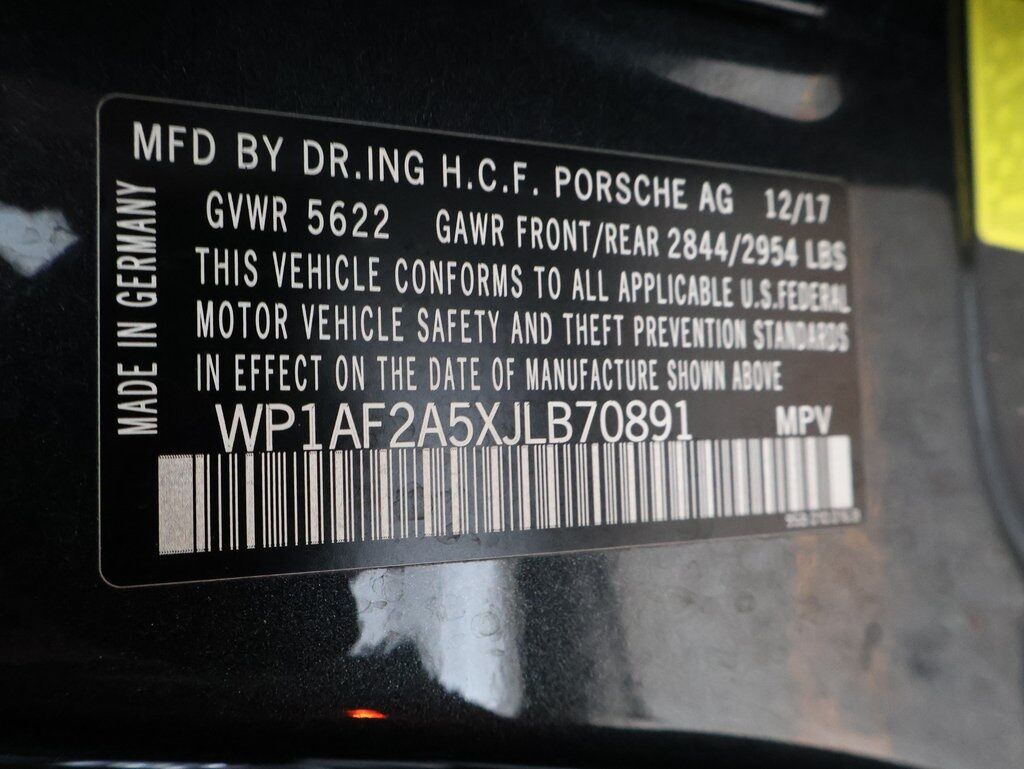 MFD BY DR.ING H.C.F. PORSCHE AG 12/17
GVWR 5622 GAWR FRONT/REAR 2844/2954 LBS
THIS VEHICLE CONFORMS TO ALL APPLICABLE U.S.FEDERAL
MOTOR VEHICLE SAFETY AND THEFT PREVENTION STANDARDS
IN EFFECT ON THE DATE OF MANUFACTURE SHOWN ABOVE
WP1AF2A5XJLB70891 MPV
MADE IN GERMANY